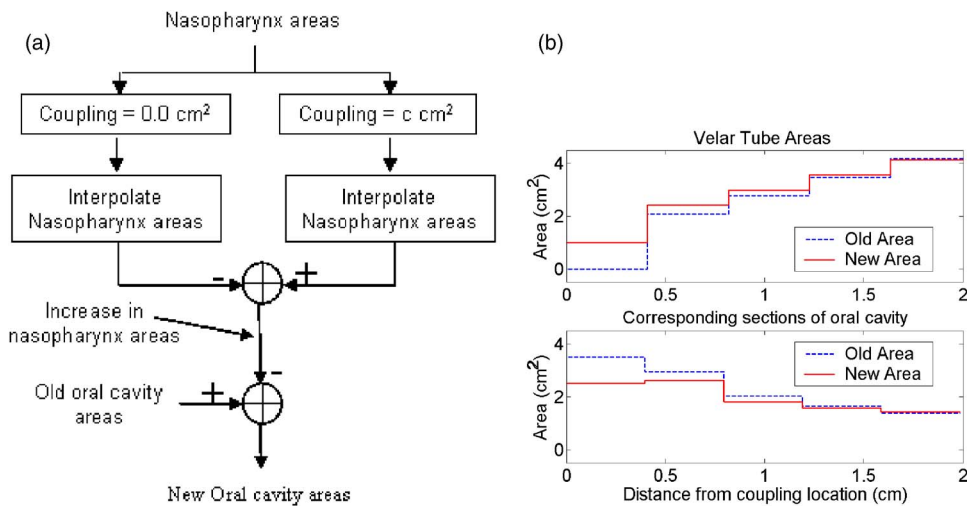 (a)
Nasopharynx areas
Coupling = 0.0 cm²
Coupling = c cm²
Interpolate
Nasopharynx areas
Interpolate
Nasopharynx areas
-
+
Increase in
nasopharynx areas
-
Old oral cavity
areas
+
New Oral cavity areas
(b)
Velar Tube Areas
Area (cm²)
4
2
0
Old Area
New Area
0
0.5
1
1.5
2
Corresponding sections of oral cavity
Area (cm²)
4
2
0
Old Area
New Area
0
0.5
1
1.5
2
Distance from coupling location (cm)